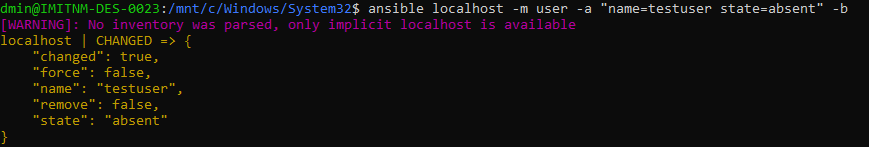 dmin@IMITNM-DES-0023:/mnt/c/Windows/System32$ ansible localhost -m user -a "name=testuser state=absent" -b
[WARNING]: No inventory was parsed, only implicit localhost is available
localhost | CHANGED => {
    "changed": true,
    "force": false,
    "name": "testuser",
    "remove": false,
    "state": "absent"
}